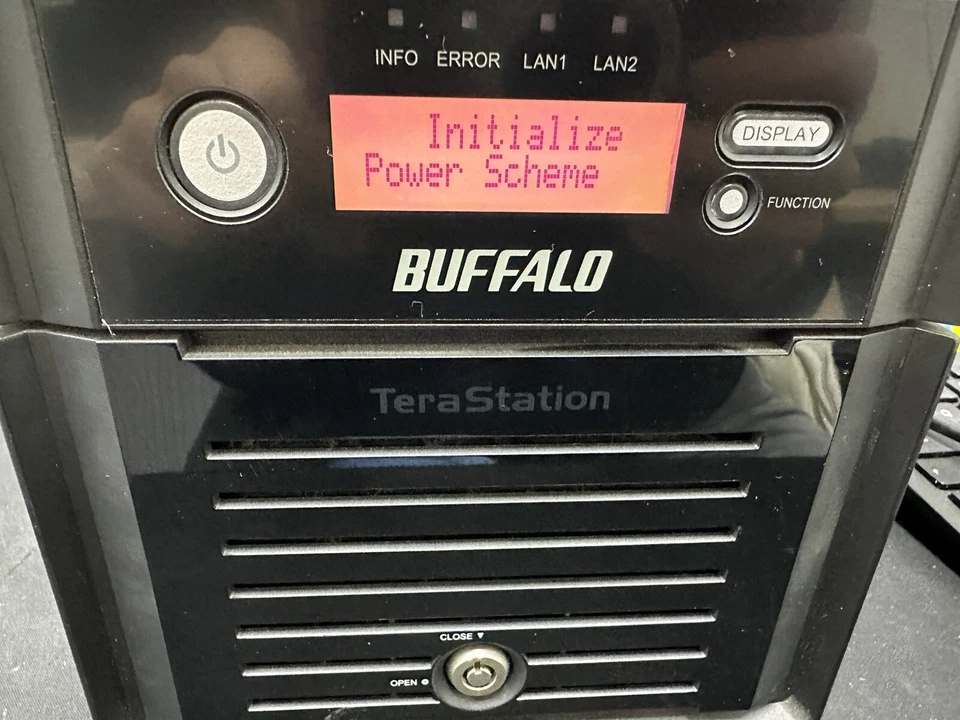 INFO ERROR LAN1 LAN2
Initialize
Power Scheme
DISPLAY
FUNCTION
BUFFALO
TeraStation
CLOSE ▼
OPEN ●